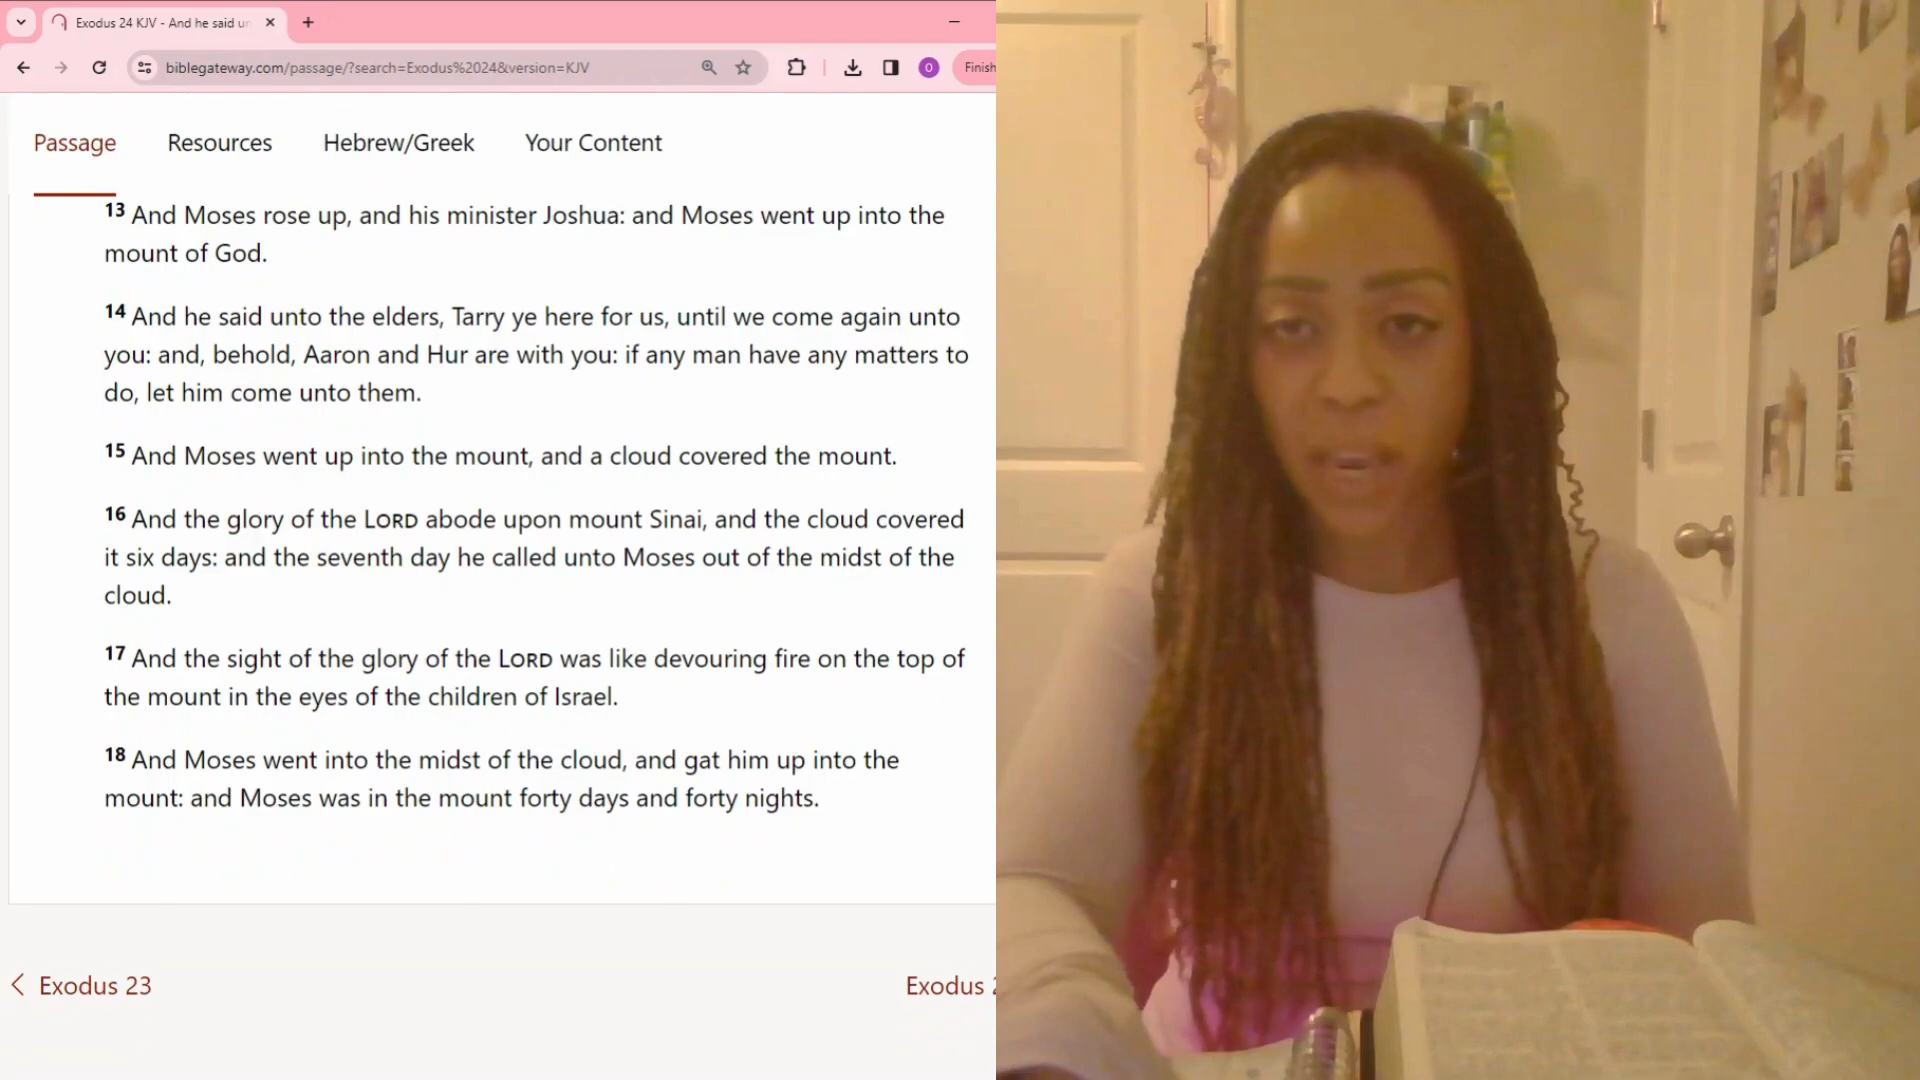 Exodus 24 KJV - And he said un
biblegateway.com/passage/?search=Exodus%2024&version=KJV
O
Finish
Passage Resources Hebrew/Greek Your Content
13 And Moses rose up, and his minister Joshua: and Moses went up into the
mount of God.
14 And he said unto the elders, Tarry ye here for us, until we come again unto
you: and, behold, Aaron and Hur are with you: if any man have any matters to
do, let him come unto them.
15 And Moses went up into the mount, and a cloud covered the mount.
16 And the glory of the LORD abode upon mount Sinai, and the cloud covered
it six days: and the seventh day he called unto Moses out of the midst of the
cloud.
17 And the sight of the glory of the LORD was like devouring fire on the top of
the mount in the eyes of the children of Israel.
18 And Moses went into the midst of the cloud, and gat him up into the
mount: and Moses was in the mount forty days and forty nights.
Exodus 23
Exodus